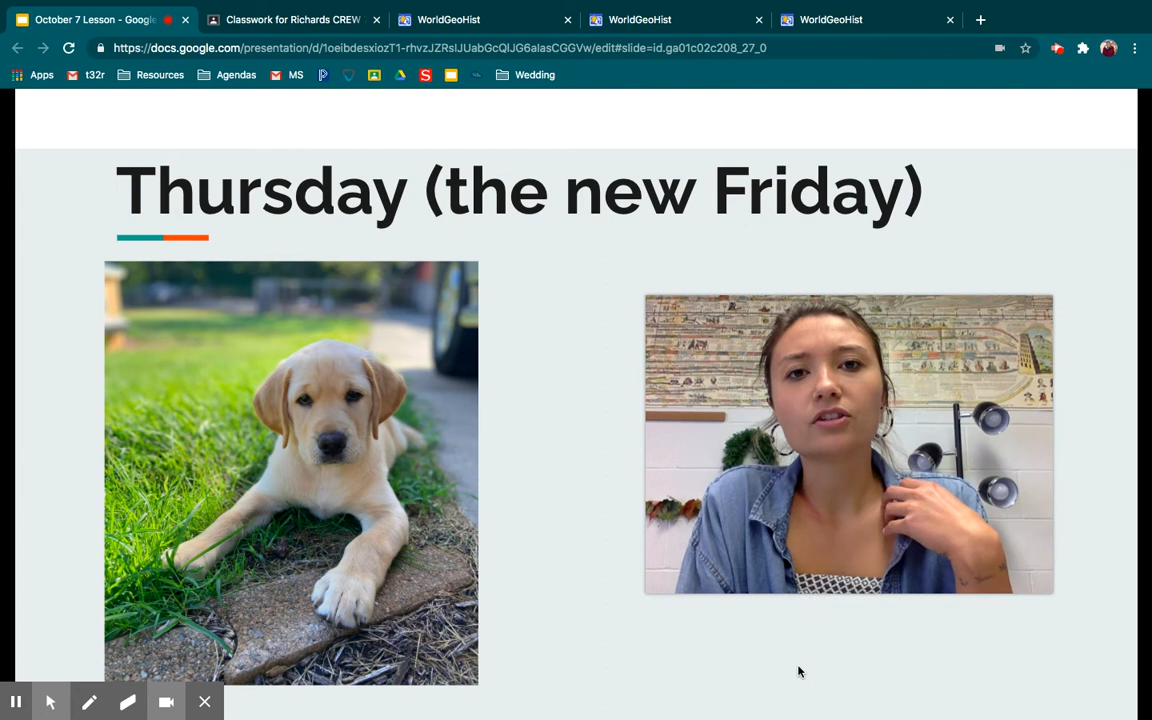 October 7 Lesson - Google
Classwork for Richards CREW
WorldGeoHist
WorldGeoHist
WorldGeoHist
https://docs.google.com/presentation/d/1oeibdesxiozT1-rhvzJZRsIJUabGcQIJG6alasCGGVw/edit#slide=id.ga01c02c208_27_0
Apps t32r Resources Agendas MS Wedding
Thursday (the new Friday)